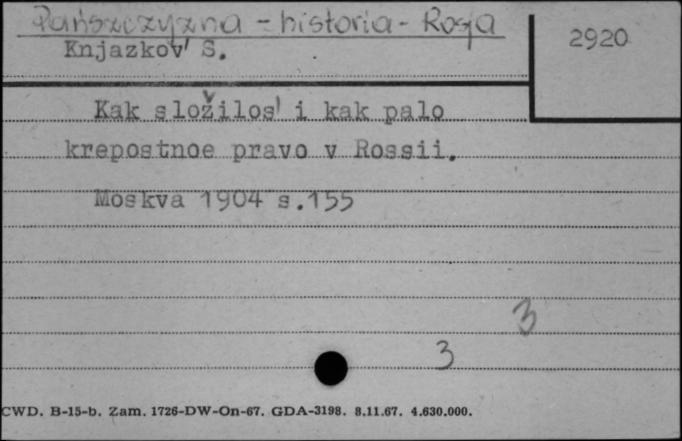 Pańszczyzna - historia - Rosja
2920
Knjazkov' S.
Kak složilos' i kak palo
krepostnoe pravo v Rossii.
Moskva 1904 s.155
3
3
CWD. B-15-b. Zam. 1726-DW-On-67. GDA-3198. 8.11.67. 4.630.000.